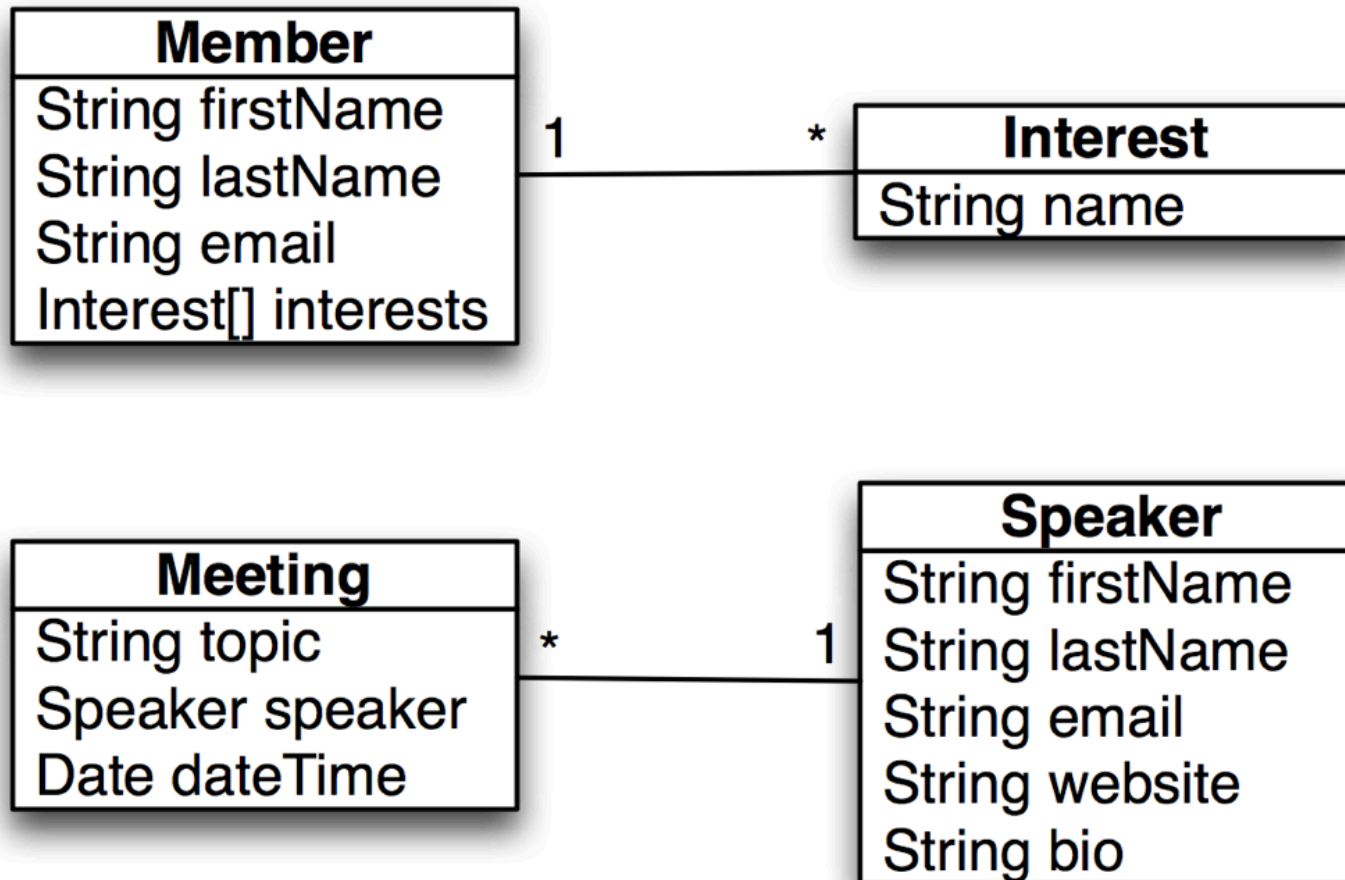 Member
String firstName
String lastName
String email
Interest[] interests
1
*
Interest
String name
Meeting
String topic
Speaker speaker
Date dateTime
*
1
Speaker
String firstName
String lastName
String email
String website
String bio